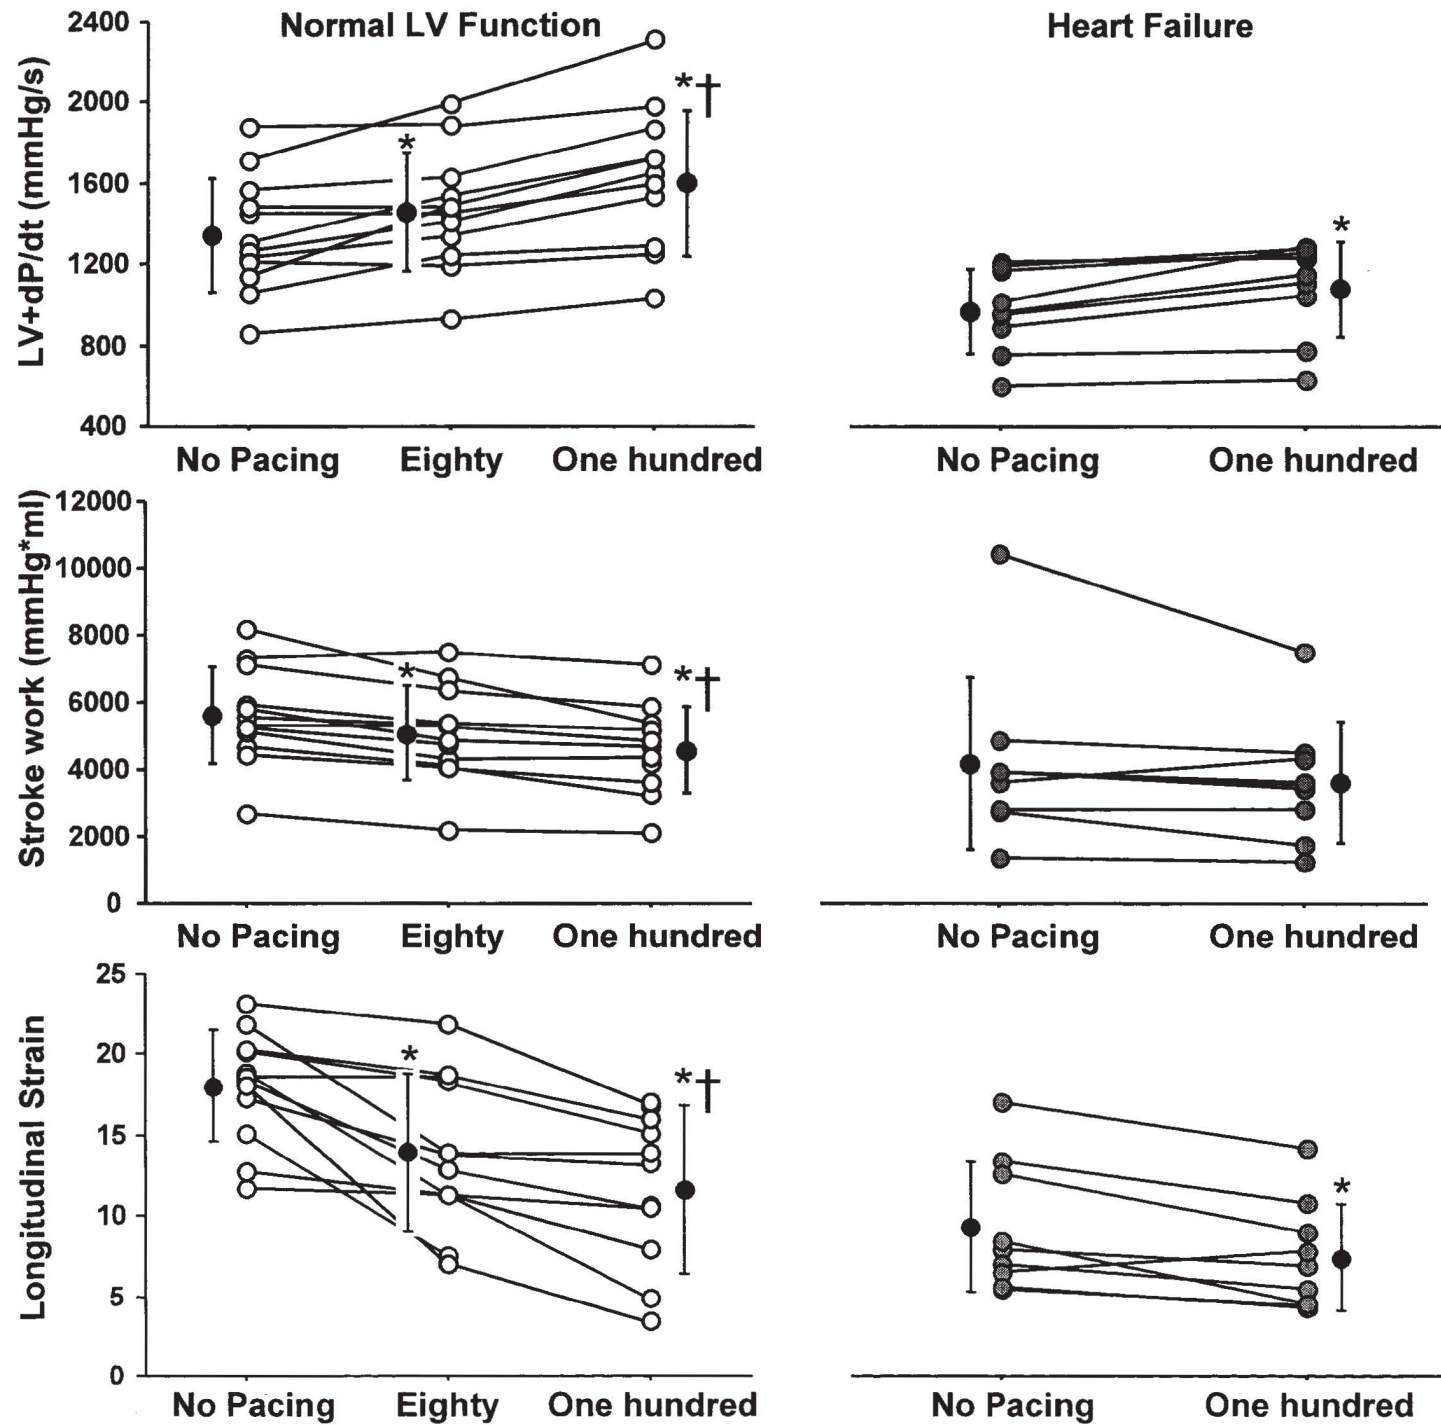 Normal LV Function
Heart Failure
LV+dP/dt (mmHg/s)
2400
2000
1600
1200
800
400
*
*†
*
No Pacing Eighty One hundred
No Pacing One hundred
Stroke work (mmHg*ml)
12000
10000
8000
6000
4000
2000
0
*
*†
No Pacing Eighty One hundred
No Pacing One hundred
Longitudinal Strain
25
20
15
10
5
0
*
*†
*
No Pacing Eighty One hundred
No Pacing One hundred